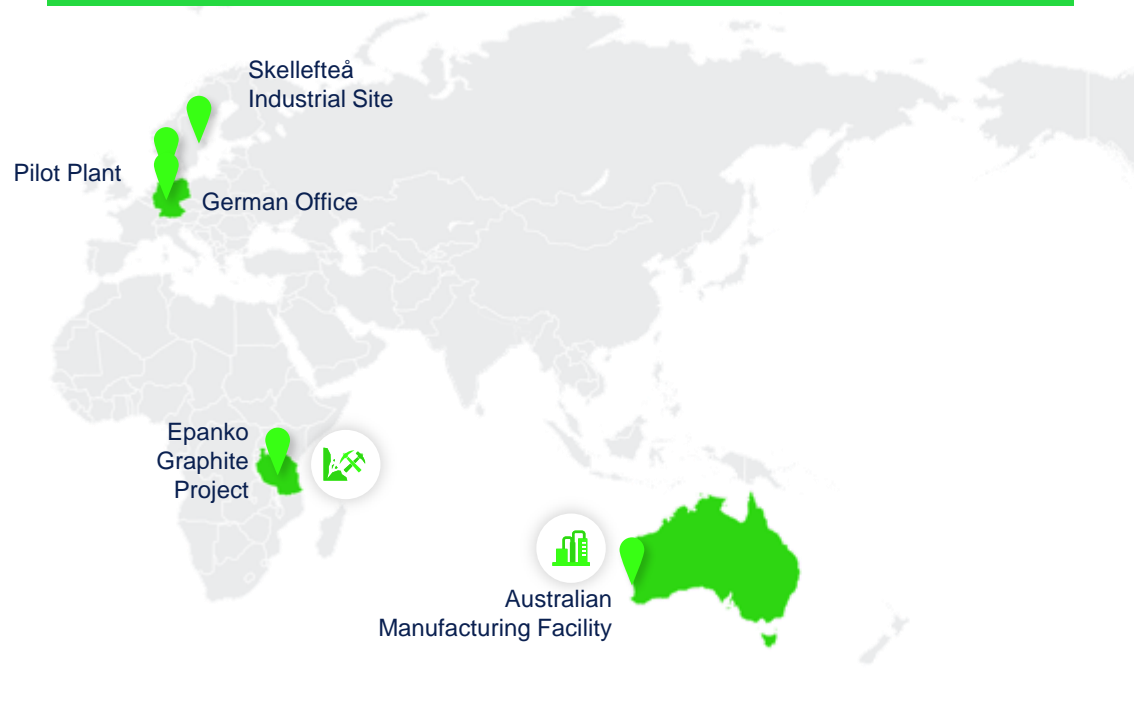 Skellefteå
Industrial Site
Pilot Plant
German Office
Epanko
Graphite
Project
Australian
Manufacturing Facility